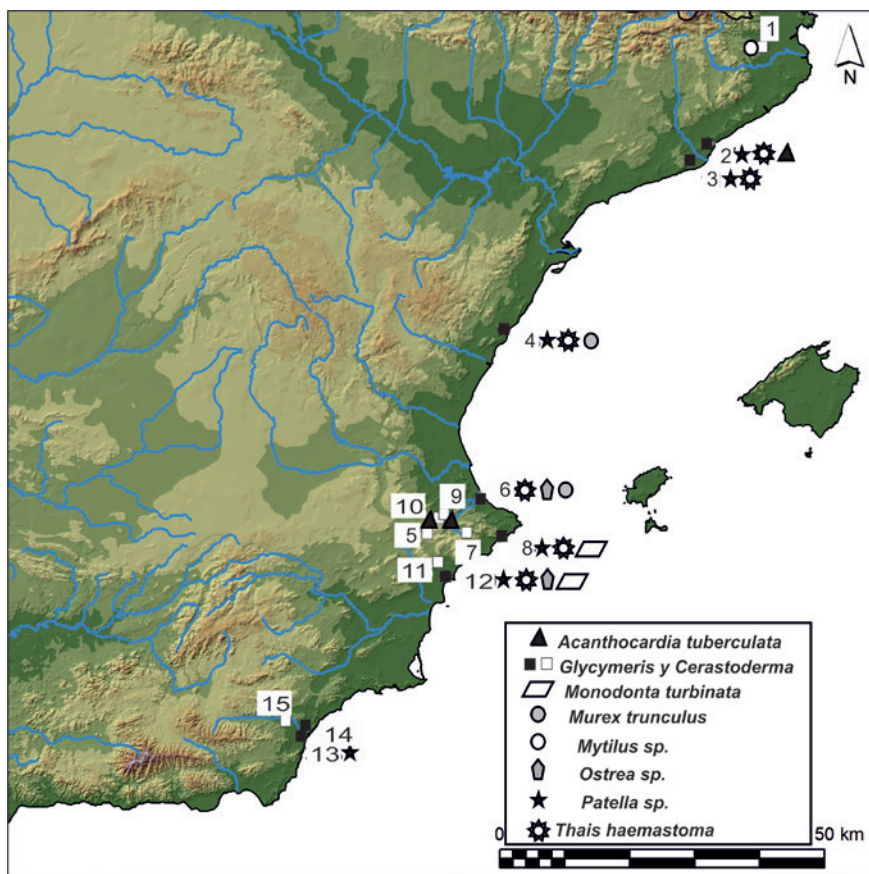 1
N
2
3
4
6
9
10
5
7
8
11
12
Acanthocardia tuberculata
Glycymeris y Cerastoderma
Monodonta turbinata
Murex trunculus
Mytilus sp.
Ostrea sp.
Patella sp.
Thais haemastoma
15
14
13
0 50 km